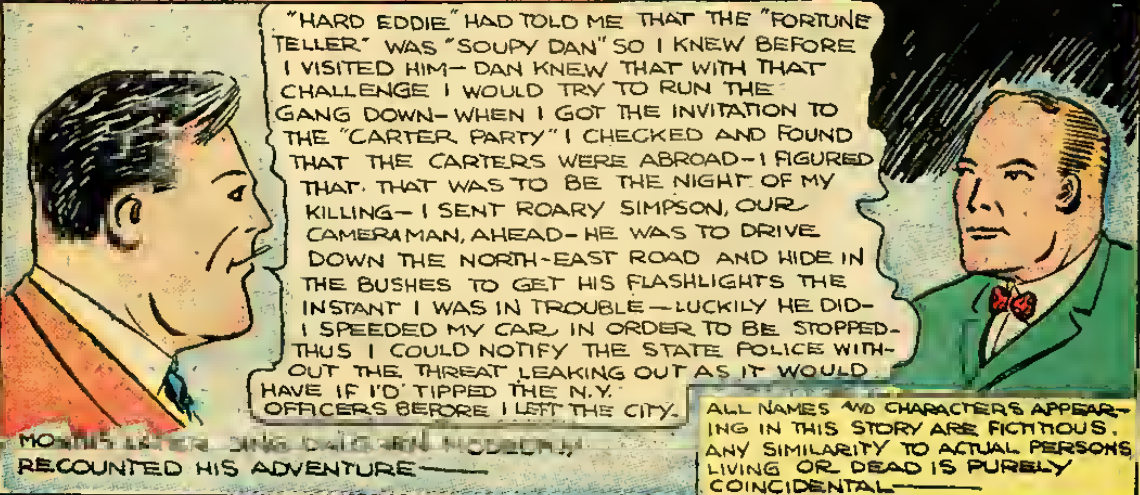 "HARD EDDIE" HAD TOLD ME THAT THE "FORTUNE
TELLER" WAS "SOUPY DAN" SO I KNEW BEFORE
I VISITED HIM— DAN KNEW THAT WITH THAT
CHALLENGE I WOULD TRY TO RUN THE
GANG DOWN— WHEN I GOT THE INVITATION TO
THE "CARTER PARTY" I CHECKED AND FOUND
THAT THE CARTERS WERE ABROAD— I FIGURED
THAT THAT WAS TO BE THE NIGHT OF MY
KILLING— I SENT ROARY SIMPSON, OUR
CAMERAMAN, AHEAD— HE WAS TO DRIVE
DOWN THE NORTH-EAST ROAD AND HIDE IN
THE BUSHES TO GET HIS FLASHLIGHTS THE
INSTANT I WAS IN TROUBLE— LUCKILY HE DID—
I SPEEDED MY CAR IN ORDER TO BE STOPPED—
THUS I COULD NOTIFY THE STATE POLICE WITH-
OUT THE THREAT LEAKING OUT AS IT WOULD
HAVE IF I'D TIPPED THE N.Y.
OFFICERS BEFORE I LEFT THE CITY.
LATER
RECOUNTED HIS ADVENTURE—
ALL NAMES AND CHARACTERS APPEAR-
ING IN THIS STORY ARE FICTITIOUS.
ANY SIMILARITY TO ACTUAL PERSONS,
LIVING OR DEAD IS PURELY
COINCIDENTAL—